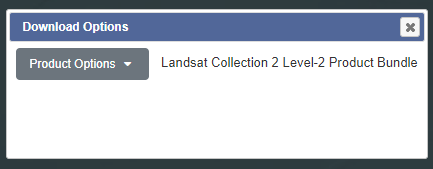 Download Options
Product Options
Landsat Collection 2 Level-2 Product Bundle